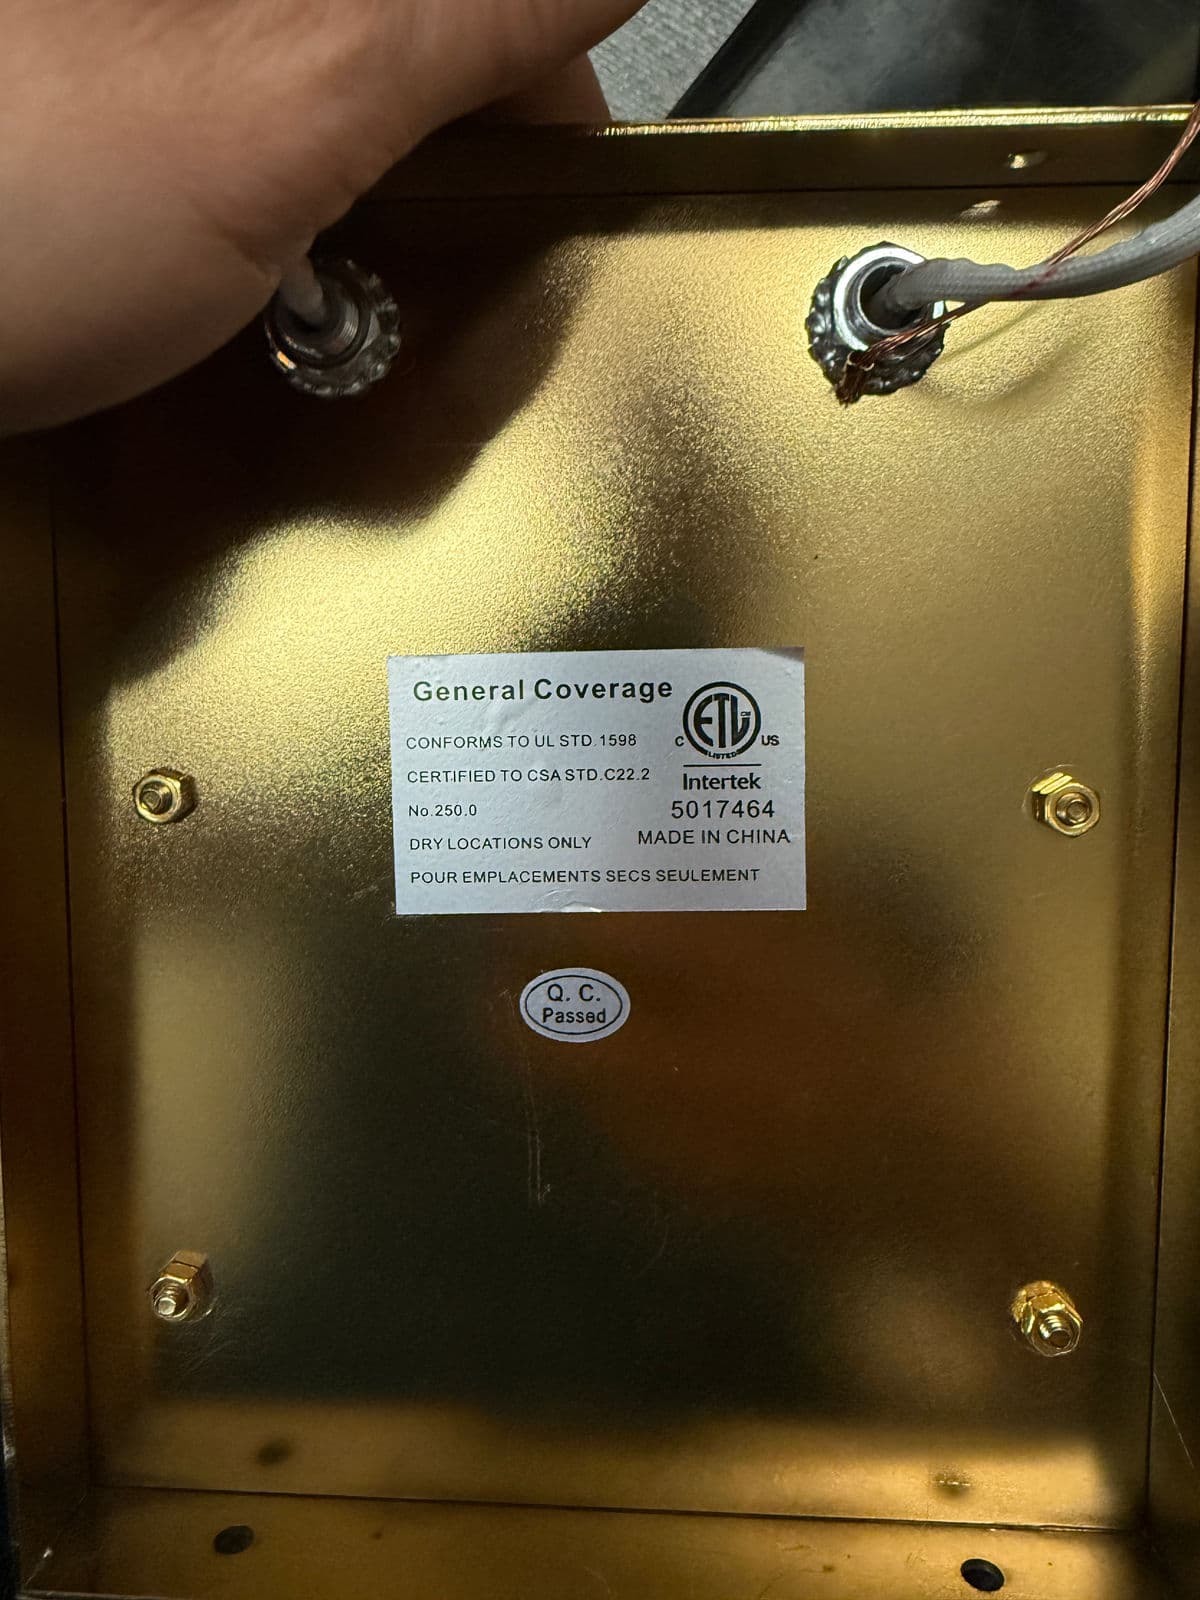 General Coverage
CONFORMS TO UL STD.1598
CERTIFIED TO CSA STD.C22.2
No.250.0
DRY LOCATIONS ONLY
POUR EMPLACEMENTS SECS SEULEMENT
ETL CM
LISTED
C US
Intertek
5017464
MADE IN CHINA
Q. C.
Passed